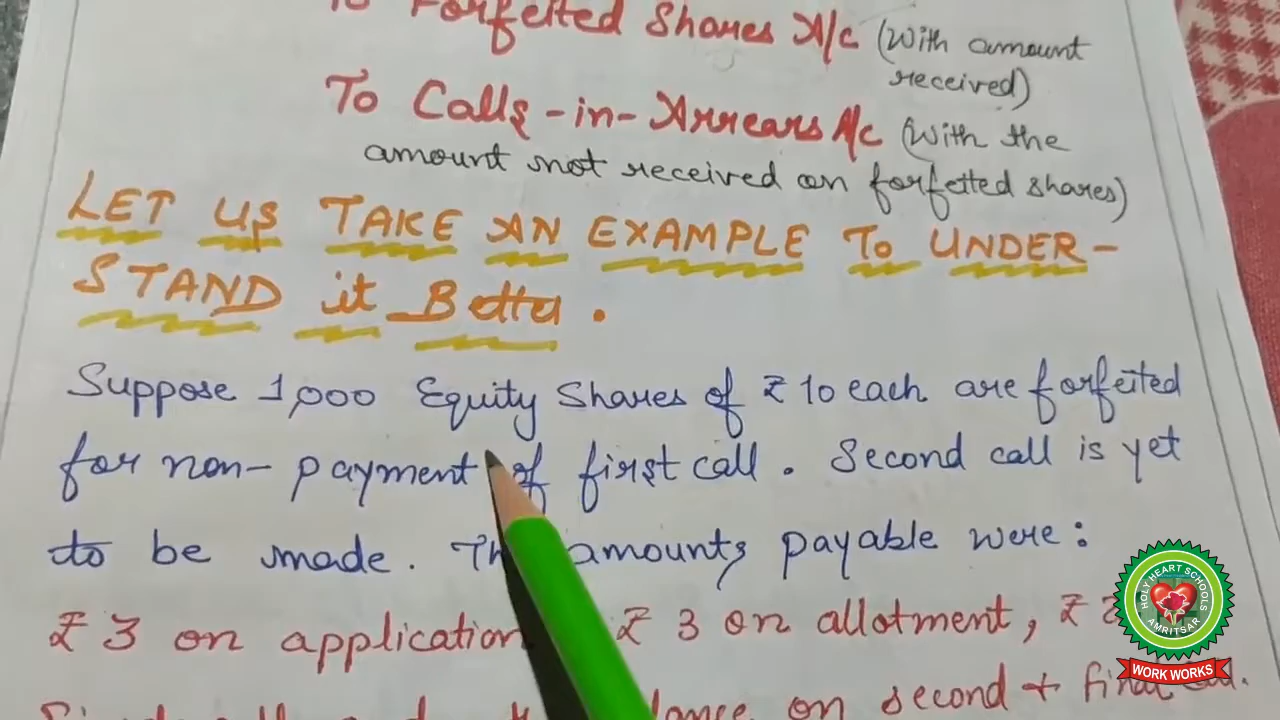 To Forfeited Shares A/c (With amount
received)
To Calls-in-Arrears A/c (With the
amount not received on forfeited shares)
LET US TAKE AN EXAMPLE To UNDER-
STAND it Better.
Suppose 1,000 Equity Shares of ₹ 10 each are forfeited
for non-payment of first call. Second call is yet
to be made. amounts payable were:
₹ 3 on application ₹ 3 on allotment, ₹
on second + final
HOLY HEART SCHOOLS
AMRITSAR
WORK WORKS